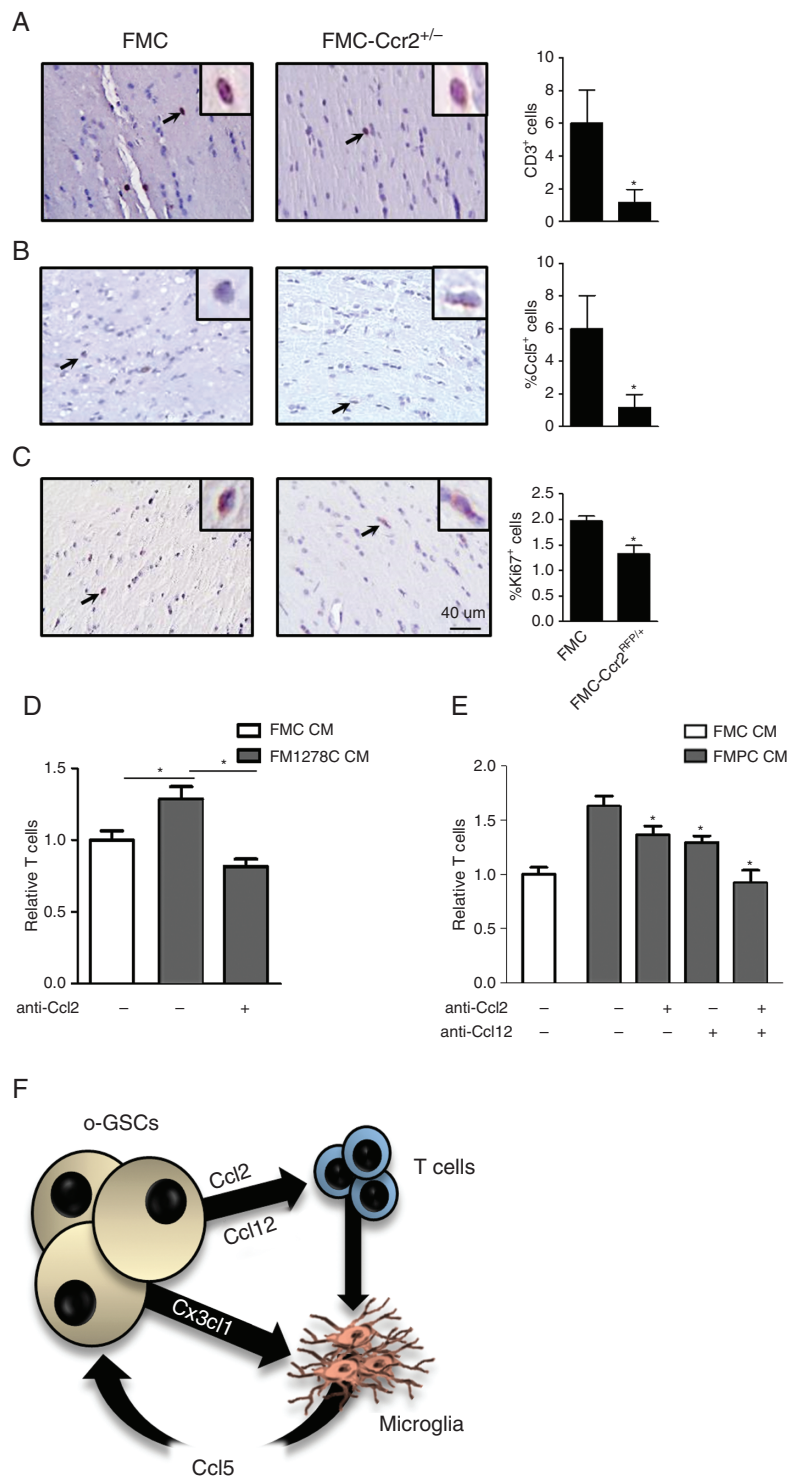 A
FMC
FMC-Ccr2+/−
10
8
6
4
2
0
CD3+ cells
*
B
10
8
6
4
2
0
%Ccl5+ cells
*
C
40 um
2.5
2.0
1.5
1.0
0.5
0.0
%Ki67+ cells
*
FMC
FMC-Ccr2RFP/+
D
FMC CM
FM1278C CM
1.5
1.0
0.5
0.0
Relative T cells
* *
anti-Ccl2 − − +
E
FMC CM
FMPC CM
2.0
1.5
1.0
0.5
0.0
Relative T cells
* * *
anti-Ccl2 − − + − +
anti-Ccl12 − − − + +
F
o-GSCs
Ccl2
Ccl12
T cells
Cx3cl1
Microglia
Ccl5